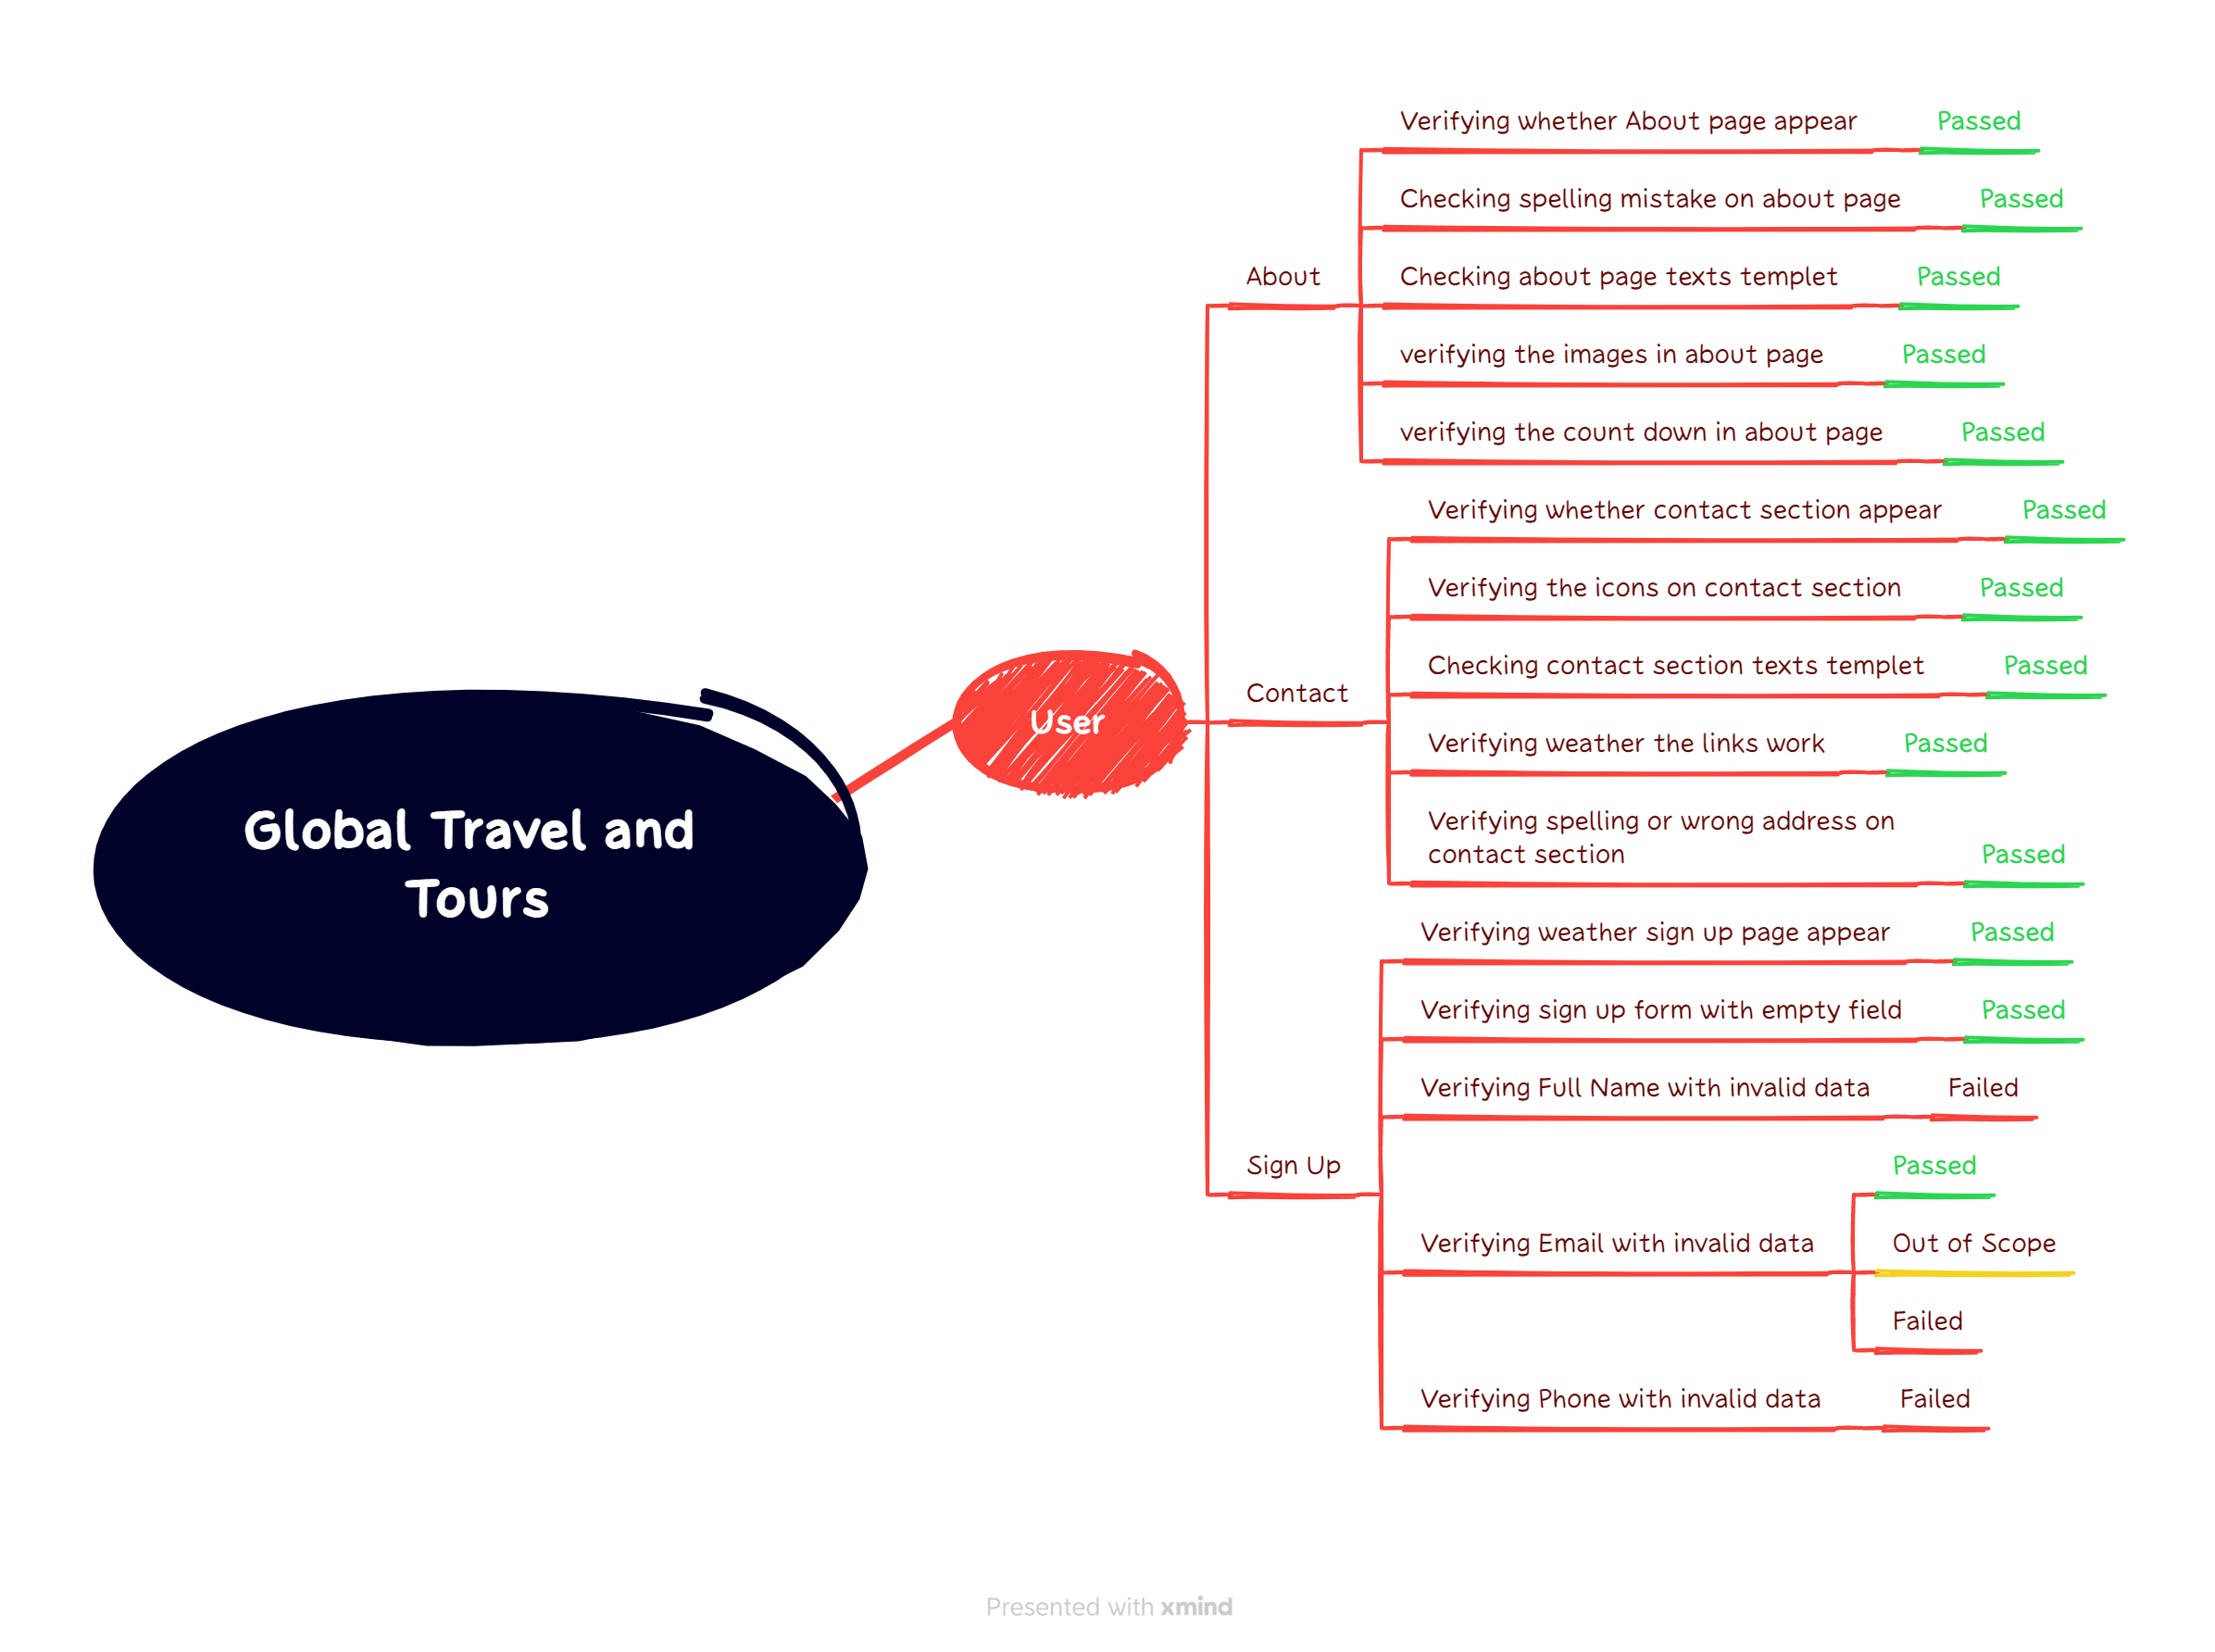 Global Travel and
Tours
User
About
Verifying whether About page appear
Passed
Checking spelling mistake on about page
Passed
Checking about page texts templet
Passed
verifying the images in about page
Passed
verifying the count down in about page
Passed
Contact
Verifying whether contact section appear
Passed
Verifying the icons on contact section
Passed
Checking contact section texts templet
Passed
Verifying weather the links work
Passed
Verifying spelling or wrong address on
contact section
Passed
Sign Up
Verifying weather sign up page appear
Passed
Verifying sign up form with empty field
Passed
Verifying Full Name with invalid data
Failed
Verifying Email with invalid data
Passed
Out of Scope
Failed
Verifying Phone with invalid data
Failed
Presented with xmind